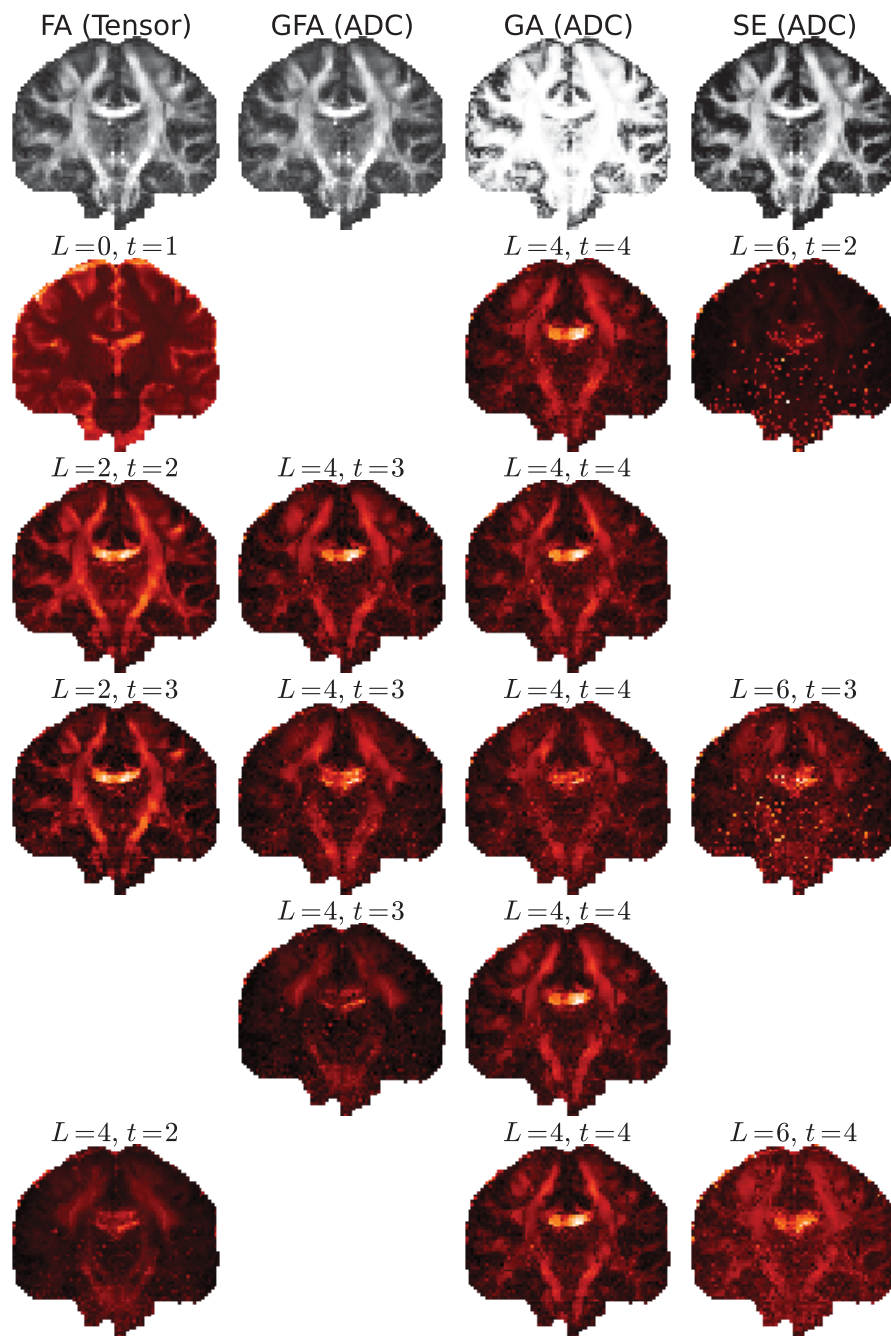 FA (Tensor) GFA (ADC) GA (ADC) SE (ADC)
L=0, t=1 L=4, t=4 L=6, t=2
L=2, t=2 L=4, t=3 L=4, t=4
L=2, t=3 L=4, t=3 L=4, t=4 L=6, t=3
L=4, t=3 L=4, t=4
L=4, t=2 L=4, t=4 L=6, t=4